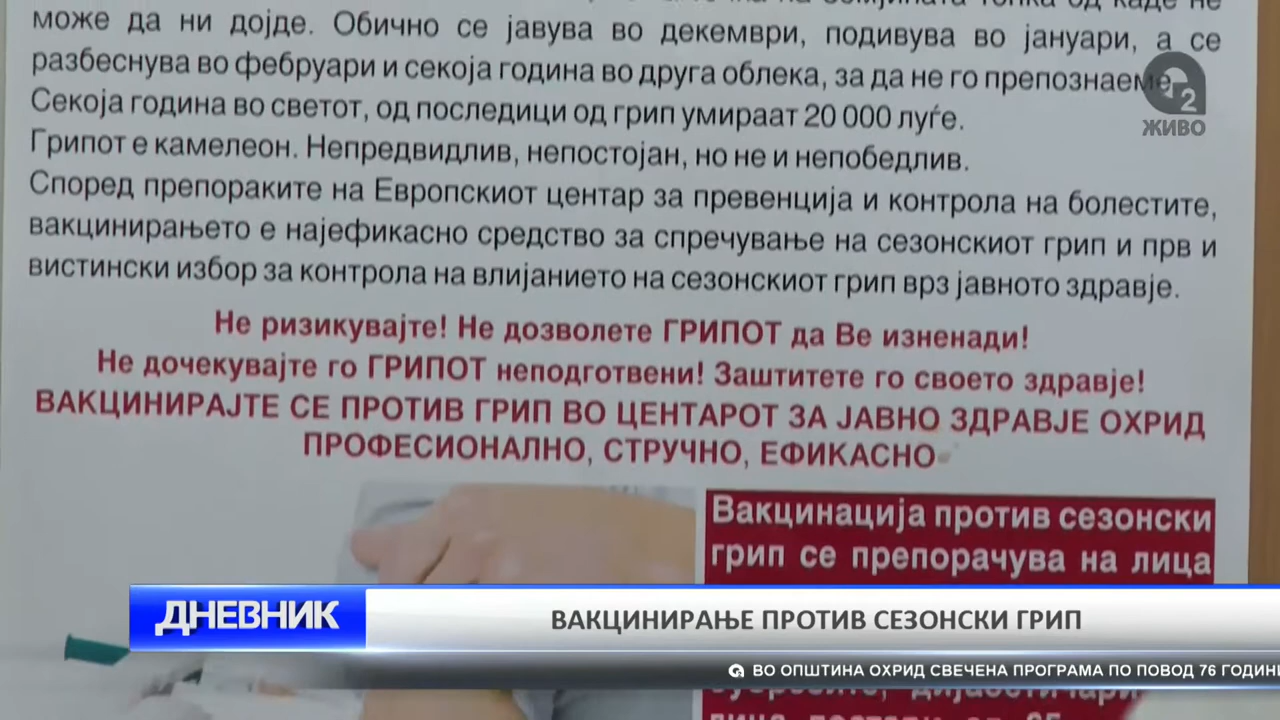 може да ни дојде. Обично се јавува во декември, подивува во јануари, а се
разбеснува во фебруари и секоја година во друга облека, за да не го препознаеме.
Секоја година во светот, од последици од грип умираат 20 000 луѓе.
Грипот е камелеон. Непредвидлив, непостојан, но не и непобедлив.
Според препораките на Европскиот центар за превенција и контрола на болестите,
вакцинирањето е најефикасно средство за спречување на сезонскиот грип и прв и
вистински избор за контрола на влијанието на сезонскиот грип врз јавното здравје.
Не ризикувајте! Не дозволете ГРИПОТ да Ве изненади!
Не дочекувајте го ГРИПОТ неподготвени! Заштитете го своето здравје!
ВАКЦИНИРАЈТЕ СЕ ПРОТИВ ГРИП ВО ЦЕНТАРОТ ЗА ЈАВНО ЗДРАВЈЕ ОХРИД
ПРОФЕСИОНАЛНО, СТРУЧНО, ЕФИКАСНО
Вакцинација против сезонски
грип се препорачува на лица
2
ЖИВО
ДНЕВНИК
ВАКЦИНИРАЊЕ ПРОТИВ СЕЗОНСКИ ГРИП
ВО ОПШТИНА ОХРИД СВЕЧЕНА ПРОГРАМА ПО ПОВОД 76 ГОДИНИ